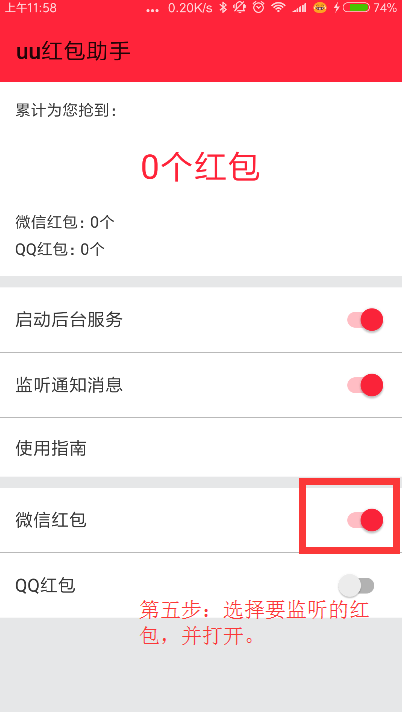 上午11:58 ... 0.20K/s 74%
uu红包助手
累计为您抢到：
0个红包
微信红包：0个
QQ红包：0个
启动后台服务
监听通知消息
使用指南
微信红包
QQ红包
第五步：选择要监听的红
包，并打开。